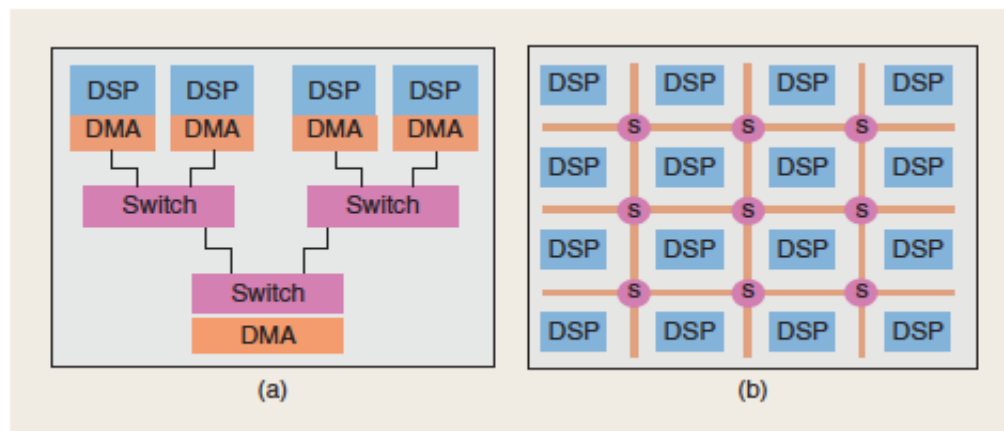 DSP DSP DSP DSP
DMA DMA DMA DMA
Switch Switch
Switch
DMA
(a)
DSP DSP DSP DSP
S S S
DSP DSP DSP DSP
S S S
DSP DSP DSP DSP
S S S
DSP DSP DSP DSP
(b)